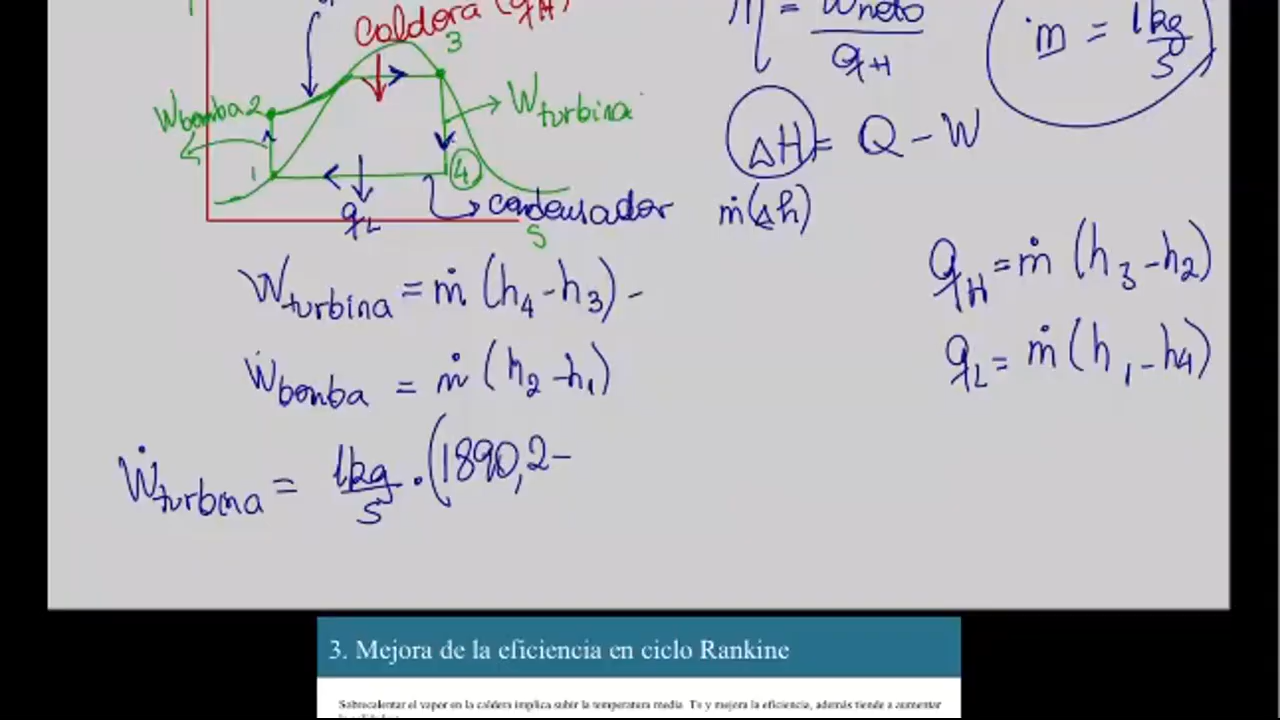 Caldera (qH)
3
η = Wneto / qH
ṁ = 1kg/s
Wbomba 2
Wturbina
ΔH = Q - W
1
4
qL
condensador
ṁ(Δh)
S
Wturbina = ṁ (h4-h3) -
qH = ṁ (h3-h2)
Ẇbomba = ṁ (h2-h1)
qL = ṁ (h1-h4)
Ẇturbina = 1kg/s . (1890,2-
3. Mejora de la eficiencia en ciclo Rankine
Sobrecalentar el vapor en la caldera implica subir la temperatura media Tн y mejora la eficiencia, además tiende a aumentar